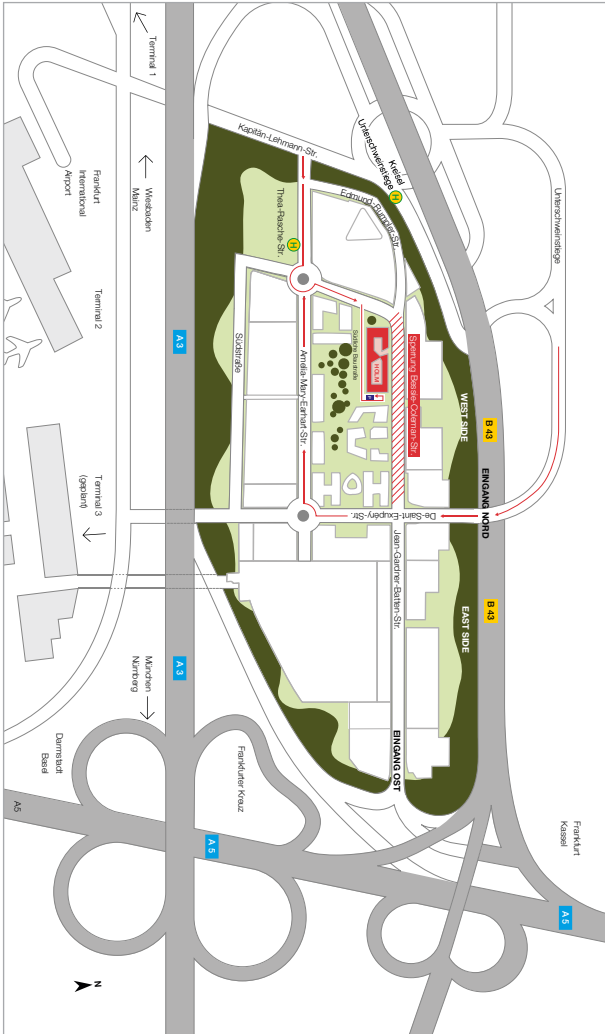 Terminal 1
Wiesbaden
Mainz
Frankfurt
International
Airport
Terminal 2
A 3
Kapitän-Lehmann-Str.
Kreisel
Unterschweinstiege
H
Edmund-Rumpler-Str.
Thea-Rasche-Str.
H
Unterschweinstiege
Südstraße
Amelia-Mary-Earhart-Str.
Südliche Baustraße
HOLM
P
Sperrung Bessie-Coleman-Str.
WEST SIDE
B 43
EINGANG NORD
De-Saint-Exupéry-Str.
Terminal 3
(geplant)
Jean-Gardner-Batten-Str.
EAST SIDE
B 43
A 3
München
Nürnberg
EINGANG OST
Darmstadt
Basel
Frankfurter Kreuz
A5
A 5
Frankfurt
Kassel
A 5
N